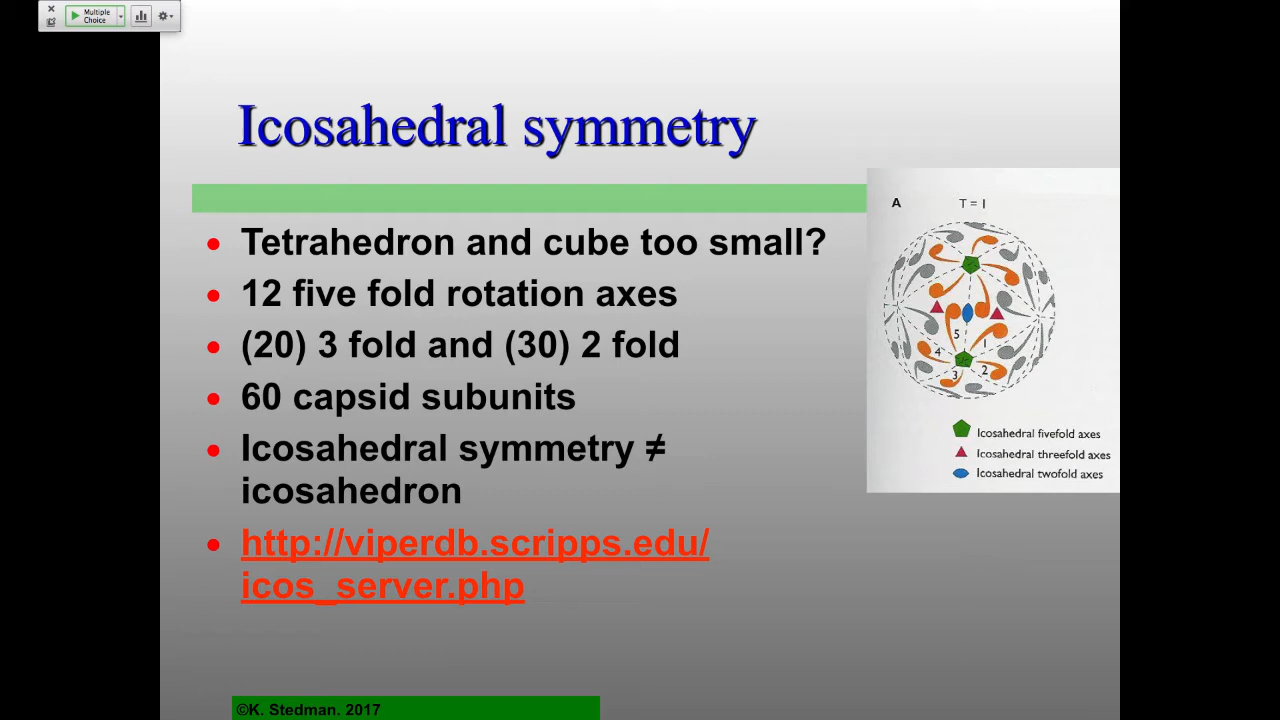 Multiple
Choice
Icosahedral symmetry
A T = 1
• Tetrahedron and cube too small?
• 12 five fold rotation axes
• (20) 3 fold and (30) 2 fold
5
1
4
3
2
• 60 capsid subunits
• Icosahedral symmetry ≠
icosahedron
Icosahedral fivefold axes
Icosahedral threefold axes
Icosahedral twofold axes
• http://viperdb.scripps.edu/
icos_server.php
©K. Stedman. 2017